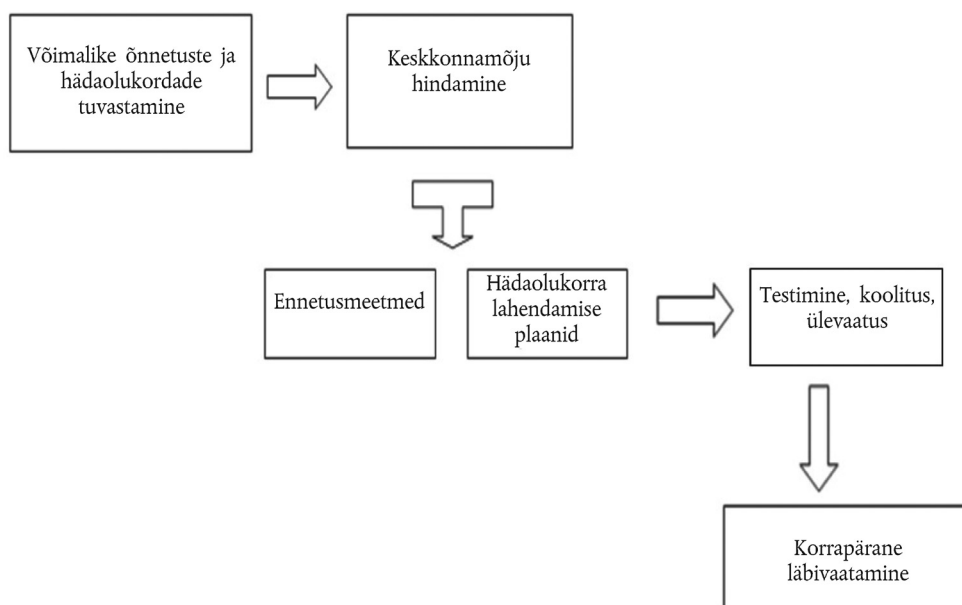 Võimalike õnnetuste ja
hädaolukordade
tuvastamine
Keskkonnamõju
hindamine
Ennetusmeetmed
Hädaolukorra
lahendamise
plaanid
Testimine, koolitus,
ülevaatus
Korrapärane
läbivaatamine